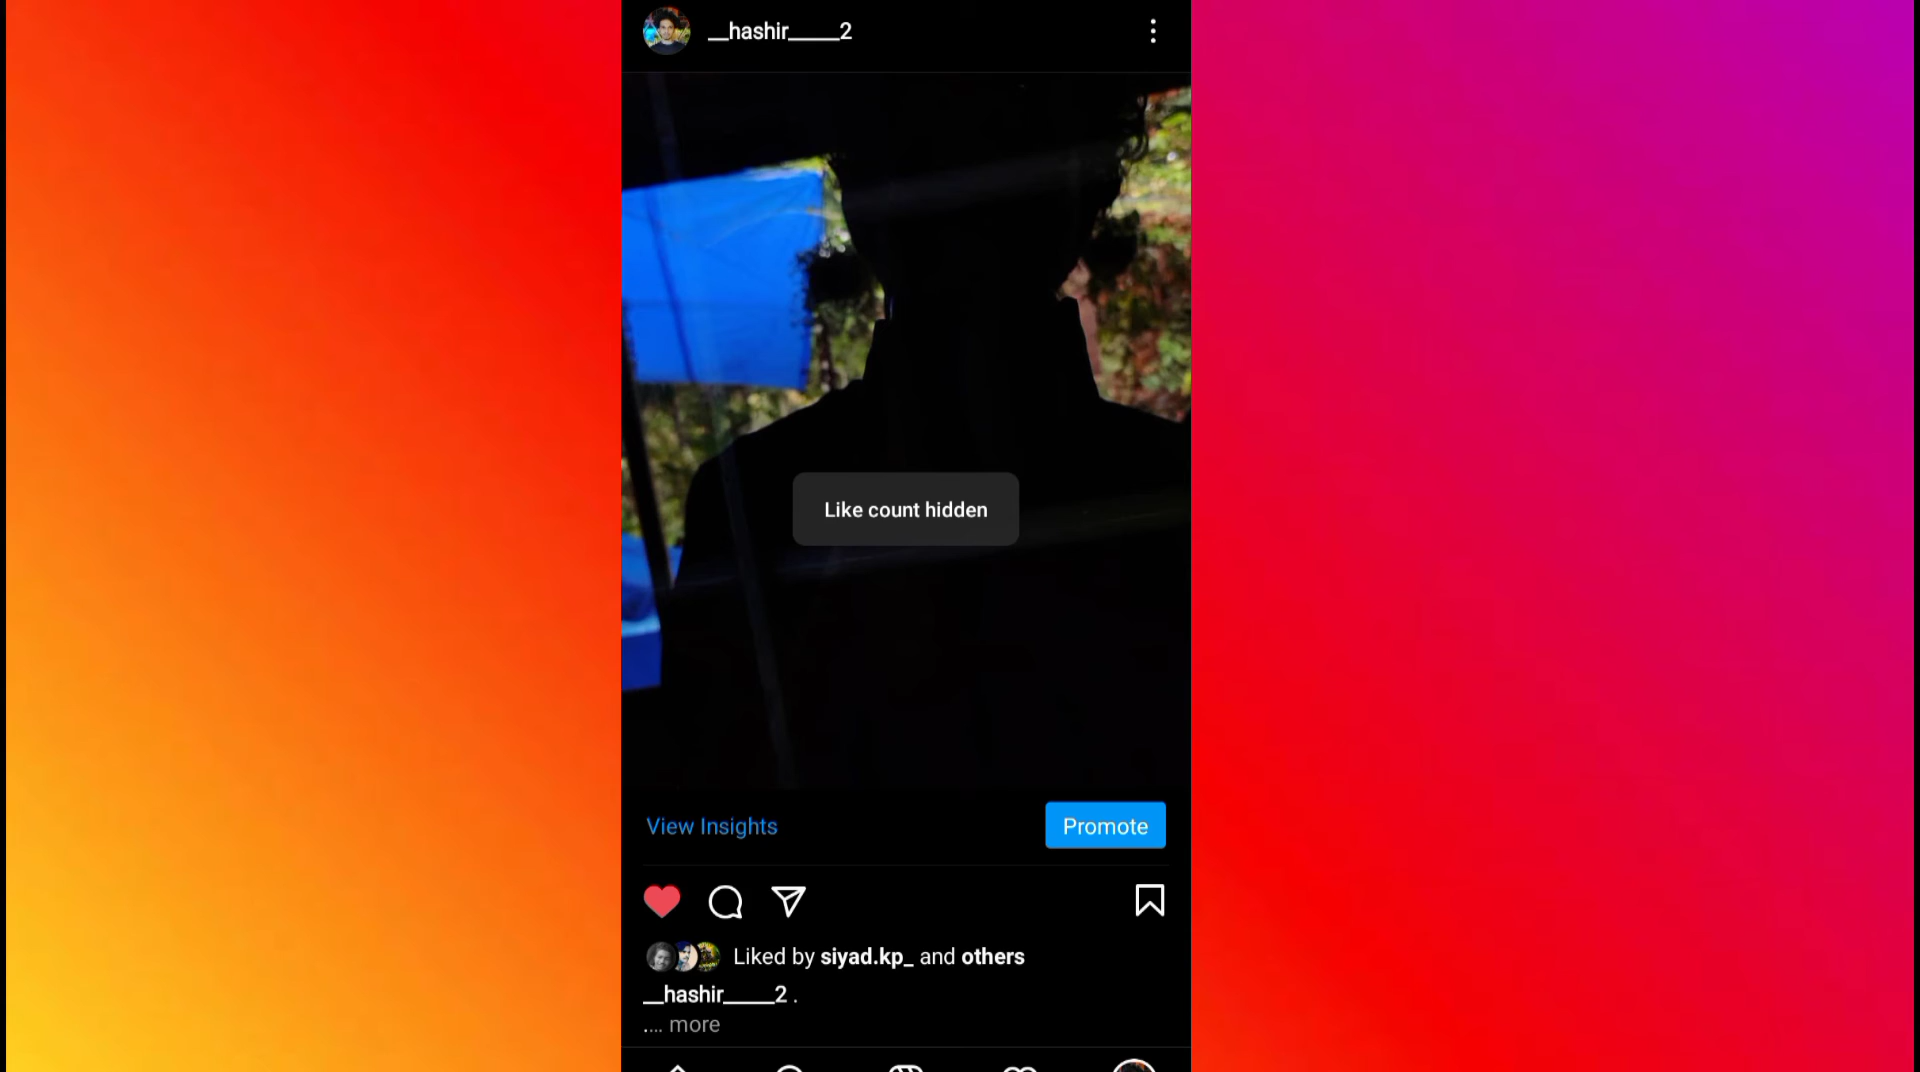 __hashir_____2
Like count hidden
View Insights
Promote
Liked by siyad.kp_ and others
__hashir_____2 .
.... more